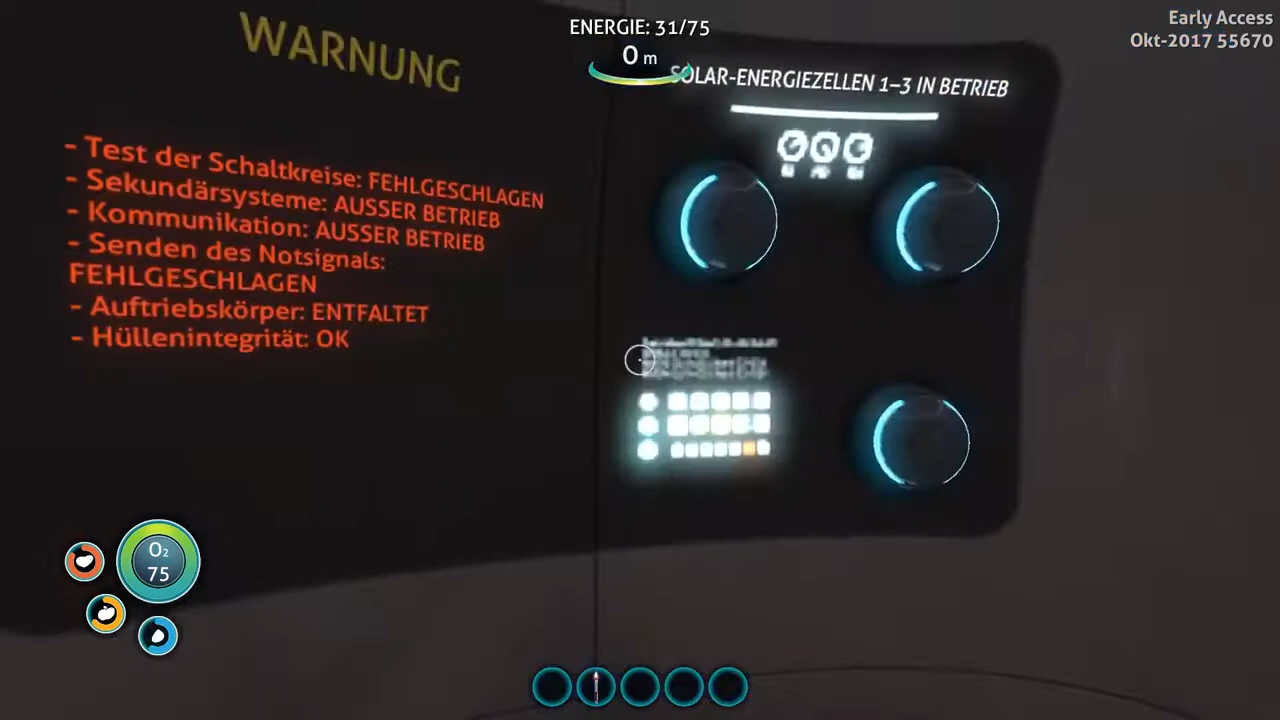 ENERGIE: 31/75
0 m
Early Access
Okt-2017 55670
WARNUNG
- Test der Schaltkreise: FEHLGESCHLAGEN
- Sekundärsysteme: AUSSER BETRIEB
- Kommunikation: AUSSER BETRIEB
- Senden des Notsignals:
FEHLGESCHLAGEN
- Auftriebskörper: ENTFALTET
- Hüllenintegrität: OK
SOLAR-ENERGIEZELLEN 1–3 IN BETRIEB
O₂
75